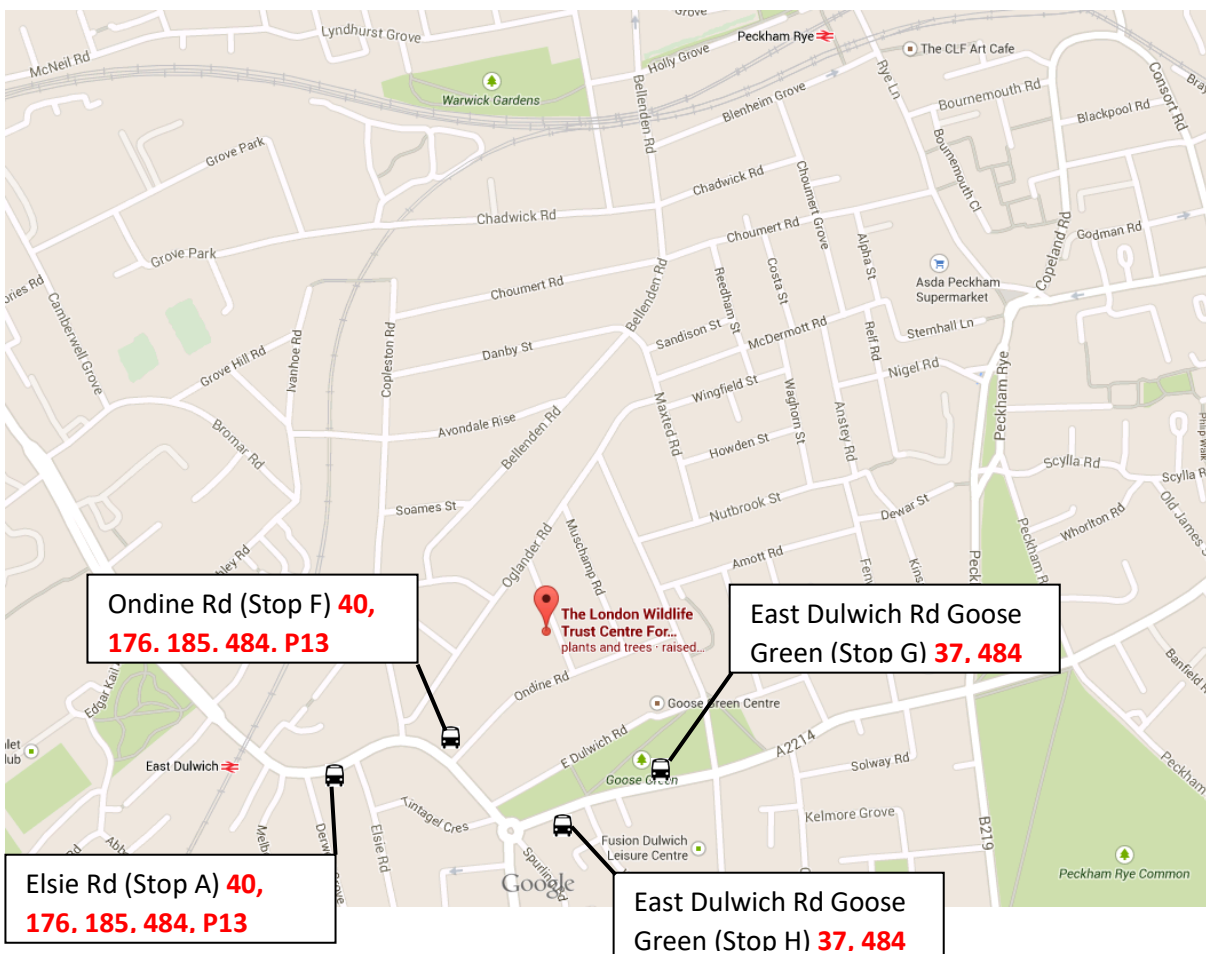 Lyndhurst Grove
Grove
McNeil Rd
Peckham Rye
The CLF Art Cafe
Holly Grove
Rye Ln
Consort Rd
Warwick Gardens
Bellenden Rd
Blenheim Grove
Bournemouth Rd
Blackpool Rd
Grove Park
Bournemouth Cl
Chadwick Rd
Choumert Grove
Chadwick Rd
Choumert Rd
Alpha St
Copeland Rd
Godman Rd
Grove Park
Camberwell Grove
Choumert Rd
Bellenden Rd
Reedham St
Costa St
Asda Peckham
Supermarket
Ivanhoe Rd
Copleston Rd
Danby St
Sandison St
McDermott Rd
Relf Rd
Sternhall Ln
Grove Hill Rd
Nigel Rd
Peckham Rye
Wingfield St
Waghorn St
Anstey Rd
Bromar Rd
Avondale Rise
Bellenden Rd
Maxted Rd
Howden St
Philip Walk
Scylla Rd
Scylla R
Soames St
Nutbrook St
Dewar St
Old James S
Oglander Rd
Muschamp Rd
Amott Rd
Whorlton Rd
Ondine Rd (Stop F) 40,
176, 185, 484, P13
The London Wildlife
Trust Centre For...
plants and trees · raised...
East Dulwich Rd Goose
Green (Stop G) 37, 484
Edgar Kail
Ondine Rd
Goose Green Centre
Banfield R
E Dulwich Rd
A2214
East Dulwich
Goose Green
Solway Rd
Peckham
Tintagel Cres
Kelmore Grove
B219
Elsie Rd
Fusion Dulwich
Leisure Centre
Peckham Rye Common
Google
Elsie Rd (Stop A) 40,
176, 185, 484, P13
East Dulwich Rd Goose
Green (Stop H) 37, 484